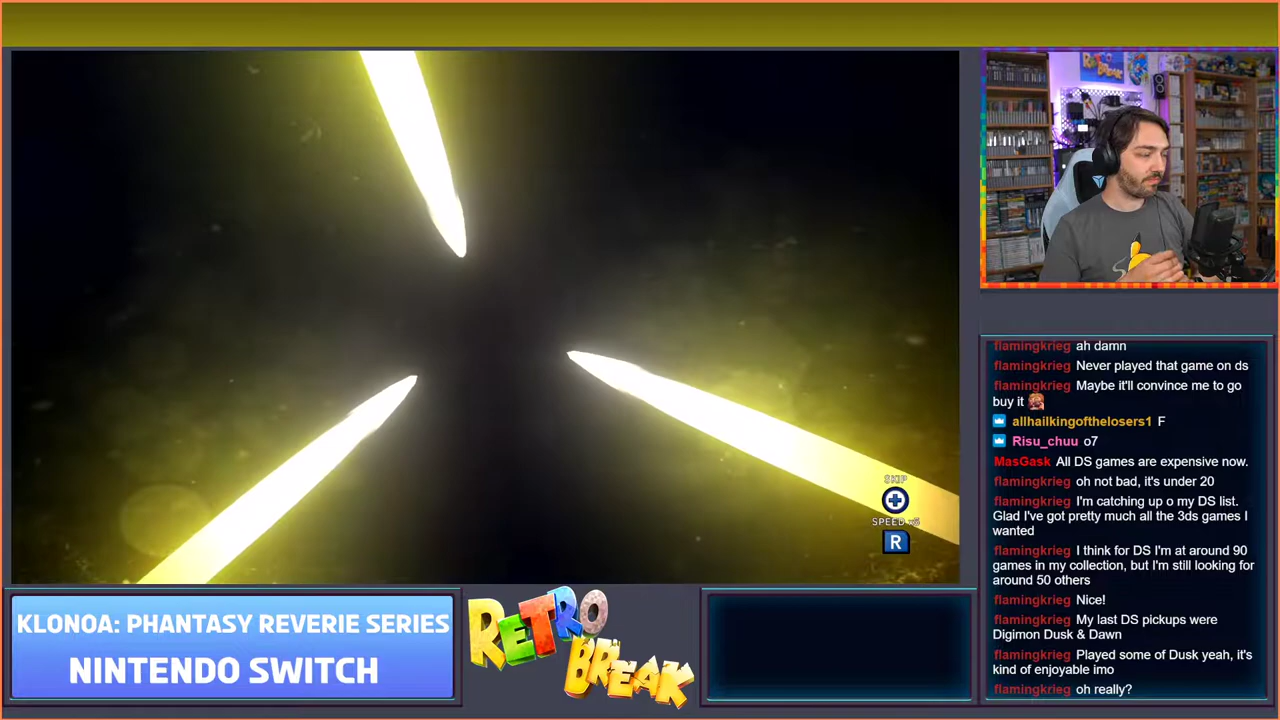 SKIP
SPEED
R
flamingkrieg ah damn
flamingkrieg Never played that game on ds
flamingkrieg Maybe it'll convince me to go
buy it
allhailkingofthelosers1 F
Risu_chuu o7
MasGask All DS games are expensive now.
flamingkrieg oh not bad, it's under 20
flamingkrieg I'm catching up o my DS list.
Glad I've got pretty much all the 3ds games I
wanted
flamingkrieg I think for DS I'm at around 90
games in my collection, but I'm still looking for
around 50 others
flamingkrieg Nice!
flamingkrieg My last DS pickups were
Digimon Dusk & Dawn
flamingkrieg Played some of Dusk yeah, it's
kind of enjoyable imo
flamingkrieg oh really?
KLONOA: PHANTASY REVERIE SERIES
NINTENDO SWITCH
RETRO
BREAK